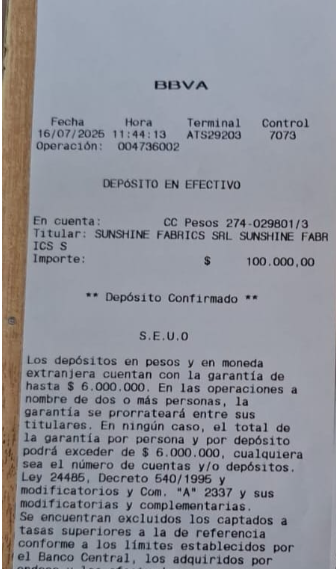 BBVA
Fecha Hora Terminal Control
16/07/2025 11:44:13 ATS29203 7073
Operación: 004736002
DEPóSITO EN EFECTIVO
En cuenta: CC Pesos 274-029801/3
Titular: SUNSHINE FABRICS SRL SUNSHINE FABR
ICS S
Importe: $ 100.000,00
** Depósito Confirmado **
S.E.U.O
Los depósitos en pesos y en moneda
extranjera cuentan con la garantía de
hasta $ 6.000.000. En las operaciones a
nombre de dos o más personas, la
garantía se prorrateará entre sus
titulares. En ningún caso, el total de
la garantía por persona y por depósito
podrá exceder de $ 6.000.000, cualquiera
sea el número de cuentas y/o depósitos.
Ley 24485, Decreto 540/1995 y
modificatorios y Com. "A" 2337 y sus
modificatorias y complementarias.
Se encuentran excluidos los captados a
tasas superiores a la de referencia
conforme a los límites establecidos por
el Banco Central, los adquiridos por